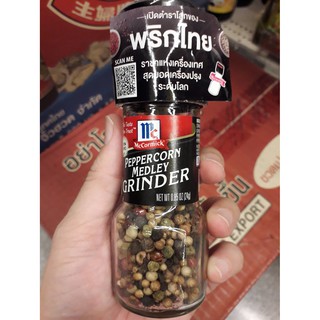 主婦
เปิดตำราโลกของ
พริกไทย
SCAN ME
ราชาแห่งเครื่องเทศ
สุดยอดเครื่องปรุง
ระดับโลก
Mc
McCormick
PEPPERCORN
MEDLEY
GRINDER
NET WT 0.85 OZ (24g)
EXPORT